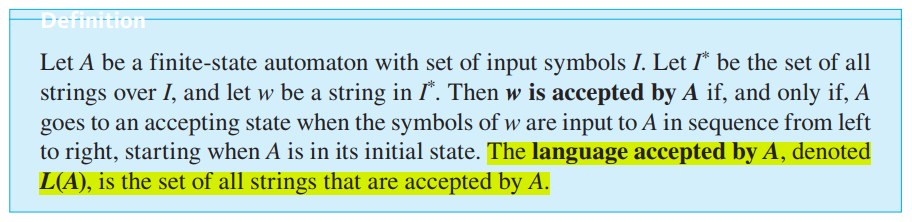 Definition
Let A be a finite-state automaton with set of input symbols I. Let I* be the set of all
strings over I, and let w be a string in I*. Then w is accepted by A if, and only if, A
goes to an accepting state when the symbols of w are input to A in sequence from left
to right, starting when A is in its initial state. The language accepted by A, denoted
L(A), is the set of all strings that are accepted by A.